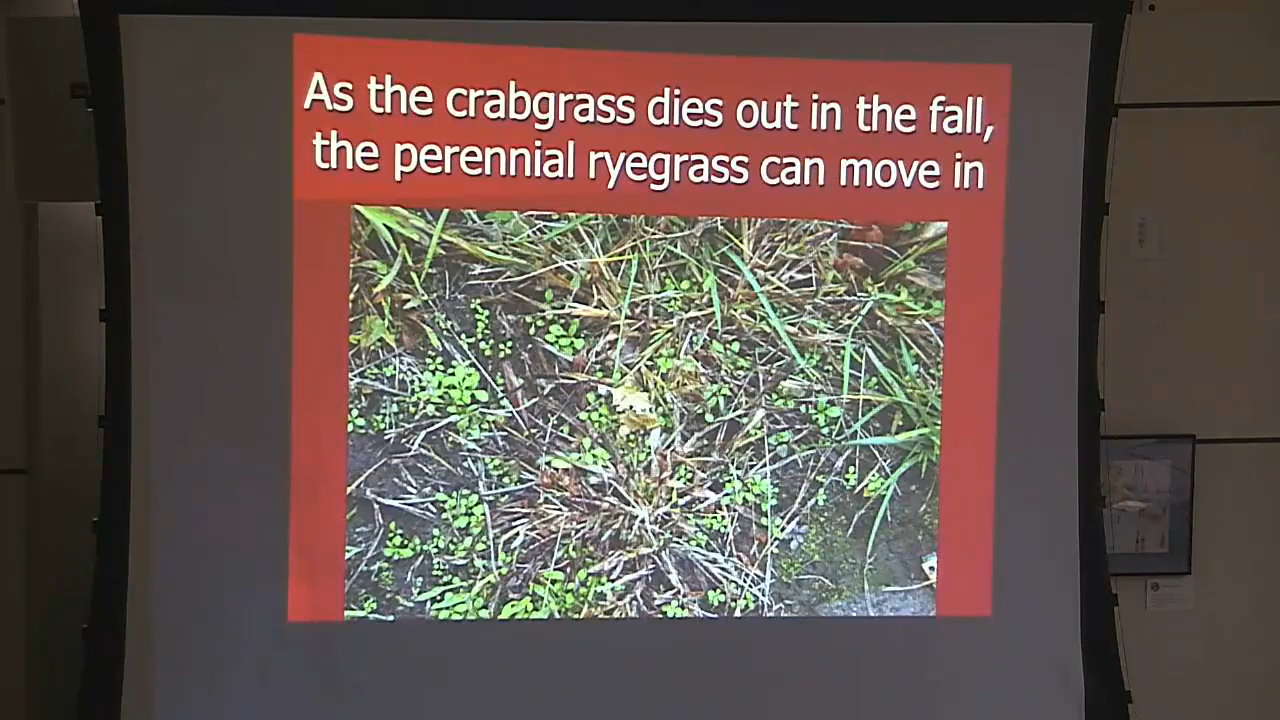 As the crabgrass dies out in the fall,
the perennial ryegrass can move in